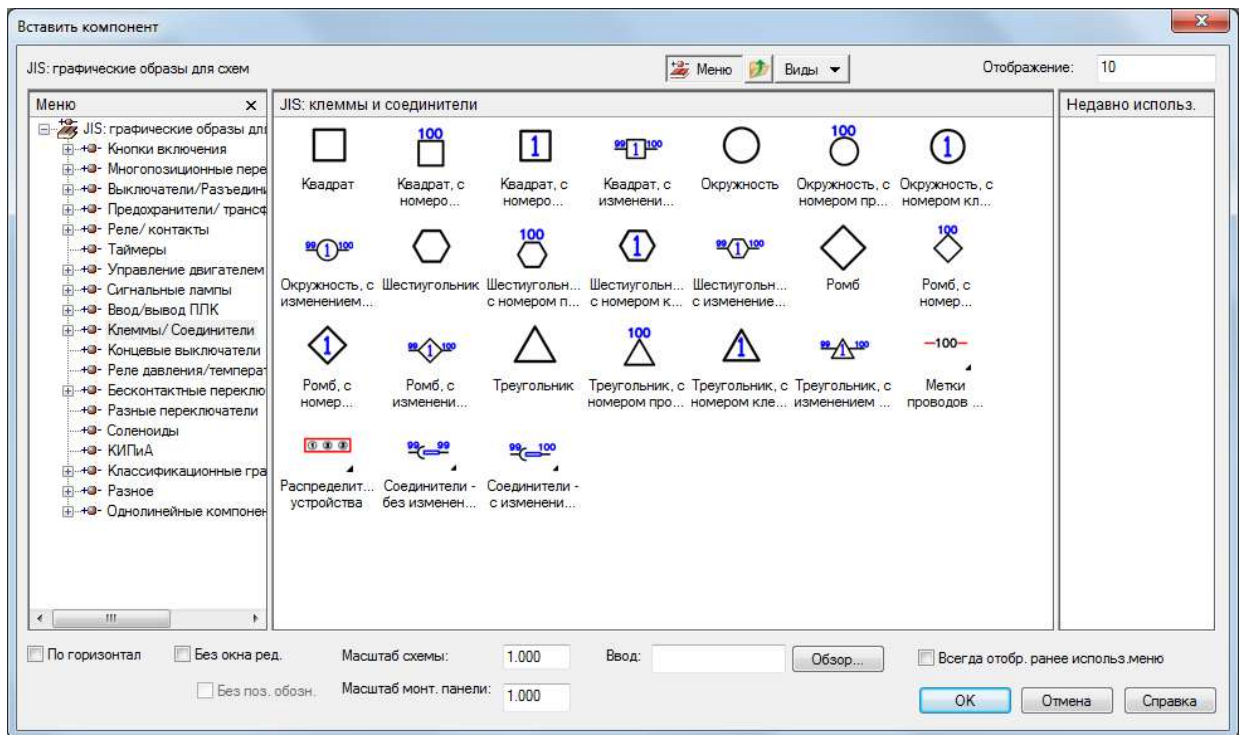 Вставить компонент
JIS: графические образы для схем
Меню
Виды
Отображение:
10
Меню
JIS: графические образы для
Кнопки включения
Многопозиционные пере
Выключатели/Разъедини
Предохранители/ трансф
Реле/ контакты
Таймеры
Управление двигателем
Сигнальные лампы
Ввод/вывод ПЛК
Клеммы/ Соединители
Концевые выключатели
Реле давления/температ
Бесконтактные переклю
Разные переключатели
Соленоиды
КИПиА
Классификационные гра
Разное
Однолинейные компонен
JIS: клеммы и соединители
100
1
99 1 100
100
1
Квадрат
Квадрат, с номеро...
Квадрат, с номеро...
Квадрат, с изменени...
Окружность
Окружность, с номером пр...
Окружность, с номером кл...
99 1 100
100
1
99 1 100
100
Окружность, с изменением...
Шестиугольник
Шестиугольн... с номером п...
Шестиугольн... с номером к...
Шестиугольн... с изменение...
Ромб
Ромб, с номер...
1
99 1 100
100
1
99 1 100
100
Ромб, с номер...
Ромб, с изменени...
Треугольник
Треугольник, с номером про...
Треугольник, с номером кле...
Треугольник, с изменением ...
Метки проводов ...
1 2 3
99 99
99 100
Распределит... устройства
Соединители - без изменен...
Соединители - с изменени...
Недавно использ.
По горизонтал
Без окна ред.
Масштаб схемы:
1.000
Ввод:
Обзор...
Всегда отобр. ранее использ.меню
Без поз. обозн.
Масштаб монт. панели:
1.000
OK
Отмена
Справка